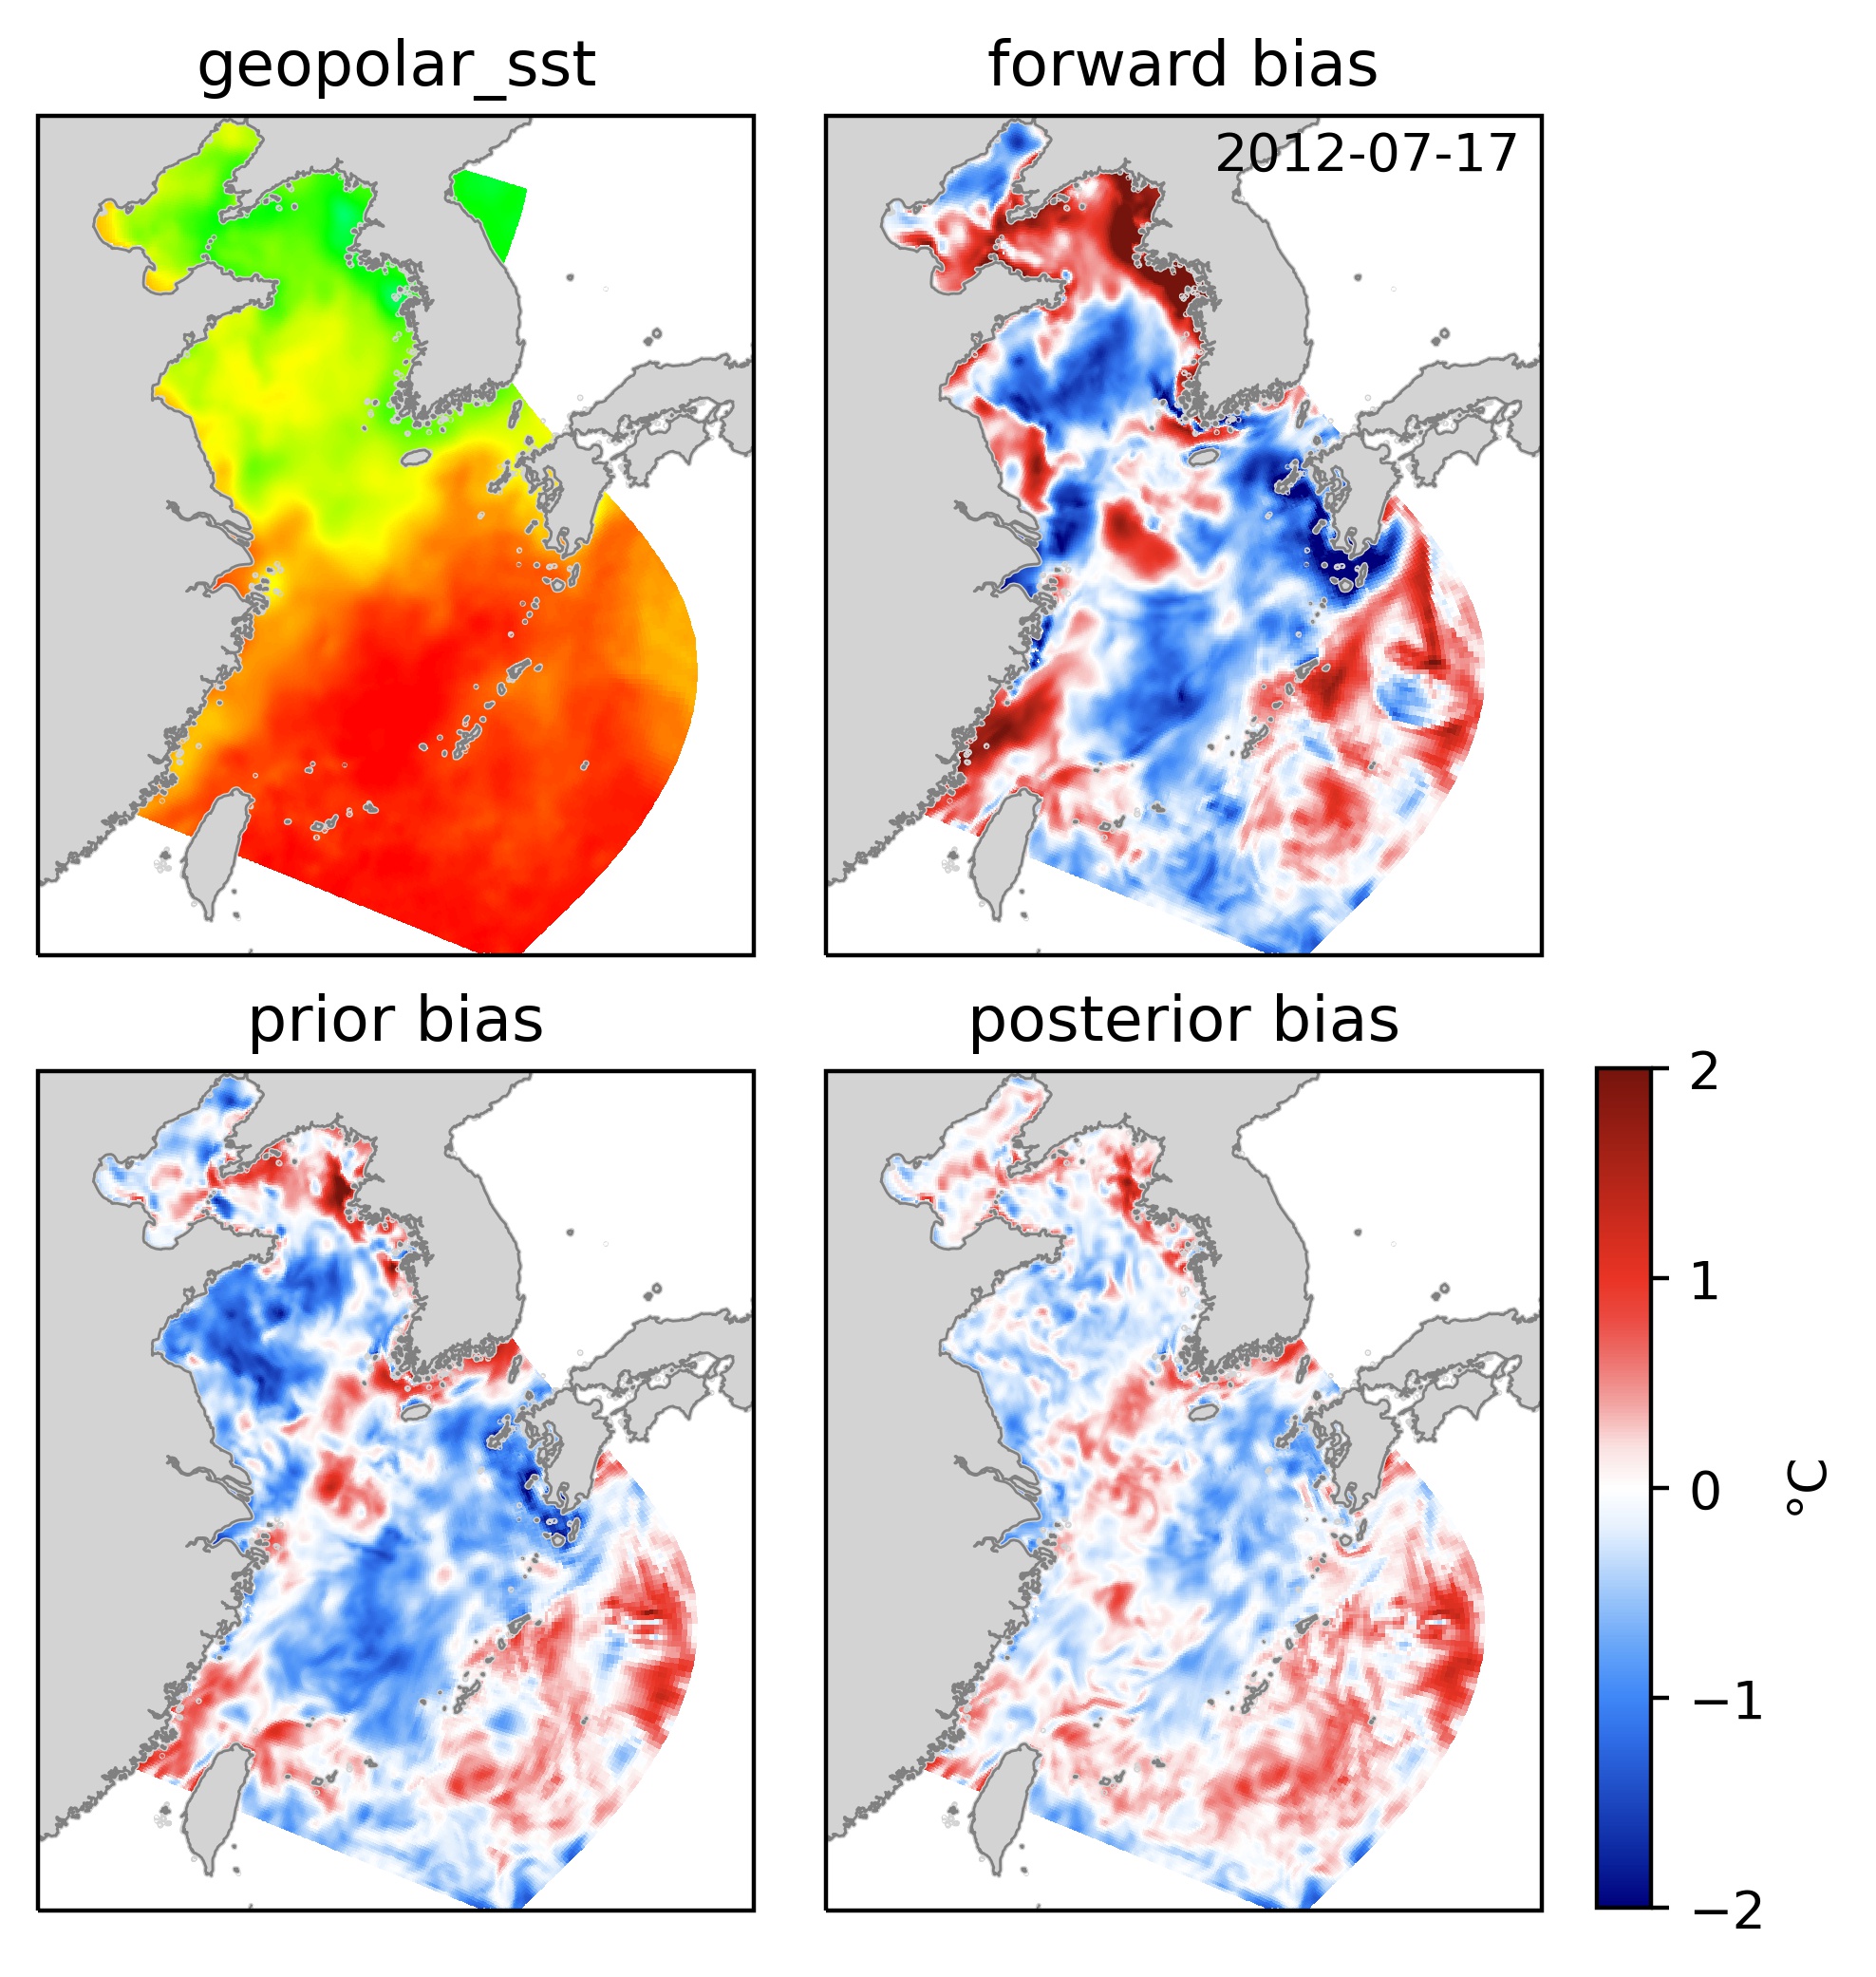 geopolar_sst
forward bias
2012-07-17
prior bias
posterior bias
2
1
0
−1
−2
°C